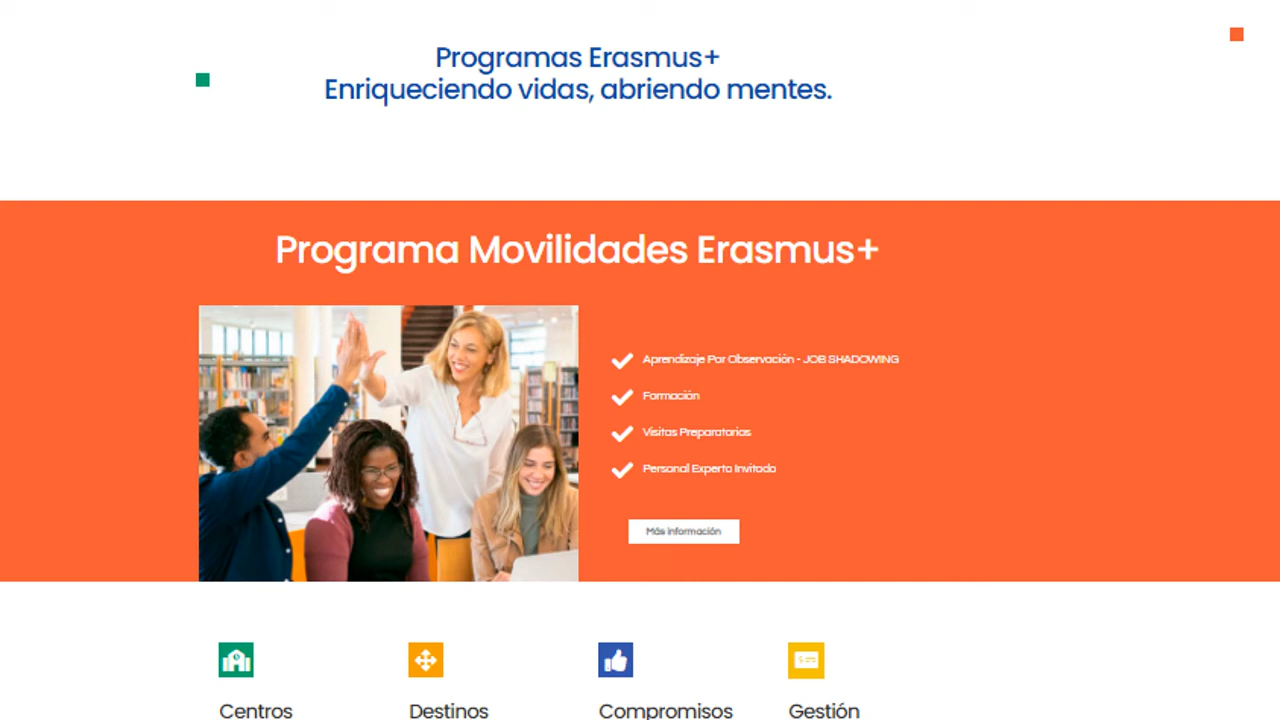 Programas Erasmus+
Enriqueciendo vidas, abriendo mentes.
Programa Movilidades Erasmus+
Aprendizaje Por Observación - JOB SHADOWING
Formación
Visitas Preparatorias
Personal Experto Invitado
Más información
Centros
Destinos
Compromisos
Gestión